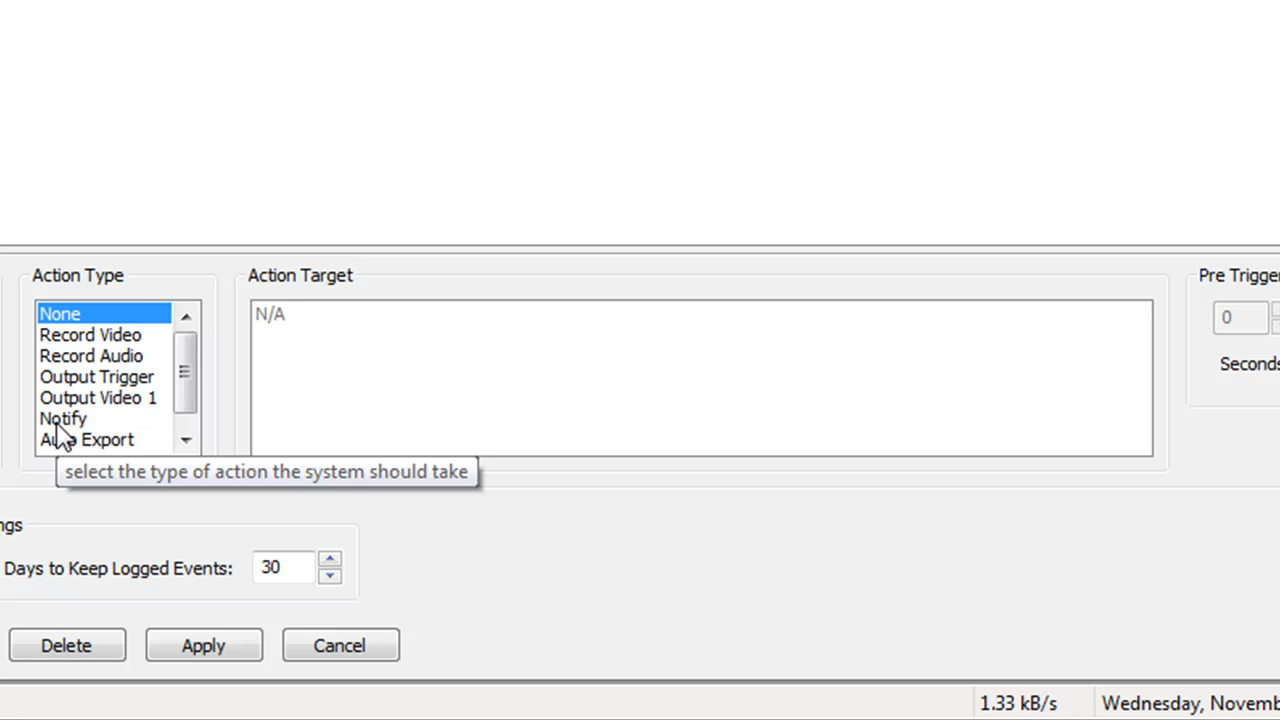 Action Type
None
Record Video
Record Audio
Output Trigger
Output Video 1
Notify
Auto Export
select the type of action the system should take
Action Target
N/A
Pre Trigger
0
Seconds
ngs
Days to Keep Logged Events: 30
Delete
Apply
Cancel
1.33 kB/s
Wednesday, Novemb